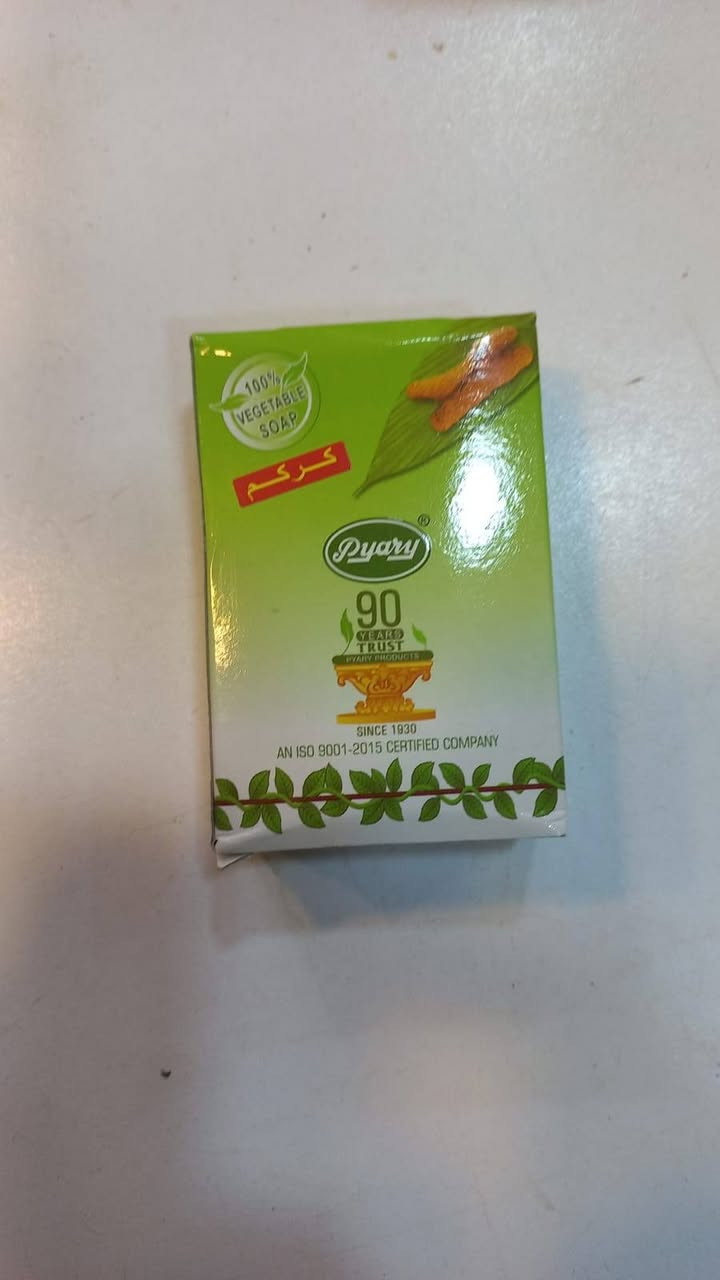 100%
VEGETABLE
SOAP
كركم
Pyary®
90
YEARS
TRUST
PYARY PRODUCTS
SINCE 1930
AN ISO 9001-2015 CERTIFIED COMPANY